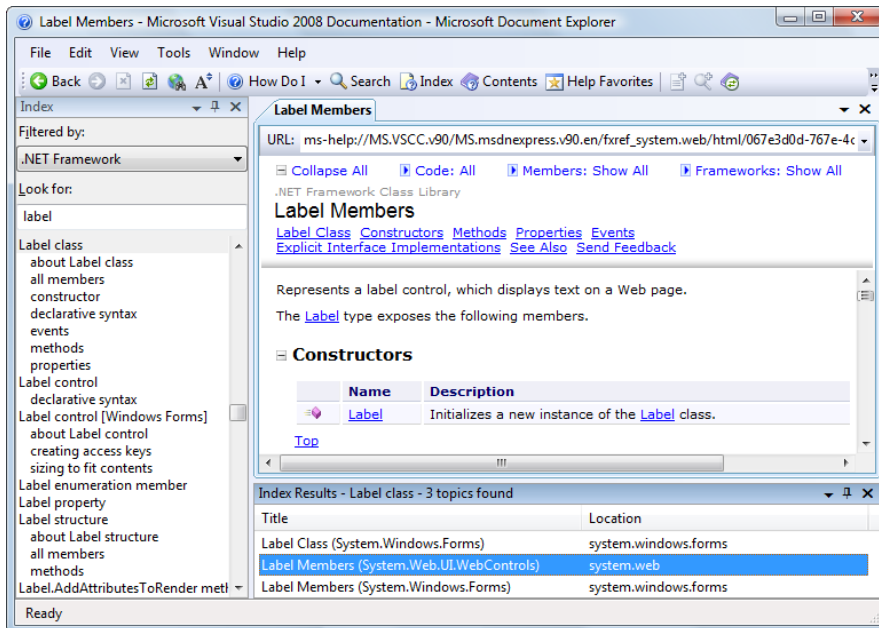 Label Members - Microsoft Visual Studio 2008 Documentation - Microsoft Document Explorer
File Edit View Tools Window Help
Back A How Do I Search Index Contents Help Favorites
Index
Filtered by:
.NET Framework
Look for:
label
Label class
about Label class
all members
constructor
declarative syntax
events
methods
properties
Label control
declarative syntax
Label control [Windows Forms]
about Label control
creating access keys
sizing to fit contents
Label enumeration member
Label property
Label structure
about Label structure
all members
methods
Label.AddAttributesToRender met
Label Members
URL: ms-help://MS.VSCC.v90/MS.msdnexpress.v90.en/fxref_system.web/html/067e3d0d-767e-4c
Collapse All Code: All Members: Show All Frameworks: Show All
.NET Framework Class Library
Label Members
Label Class Constructors Methods Properties Events
Explicit Interface Implementations See Also Send Feedback
Represents a label control, which displays text on a Web page.
The Label type exposes the following members.
Constructors
Name Description
Label Initializes a new instance of the Label class.
Top
Index Results - Label class - 3 topics found
Title Location
Label Class (System.Windows.Forms) system.windows.forms
Label Members (System.Web.UI.WebControls) system.web
Label Members (System.Windows.Forms) system.windows.forms
Ready